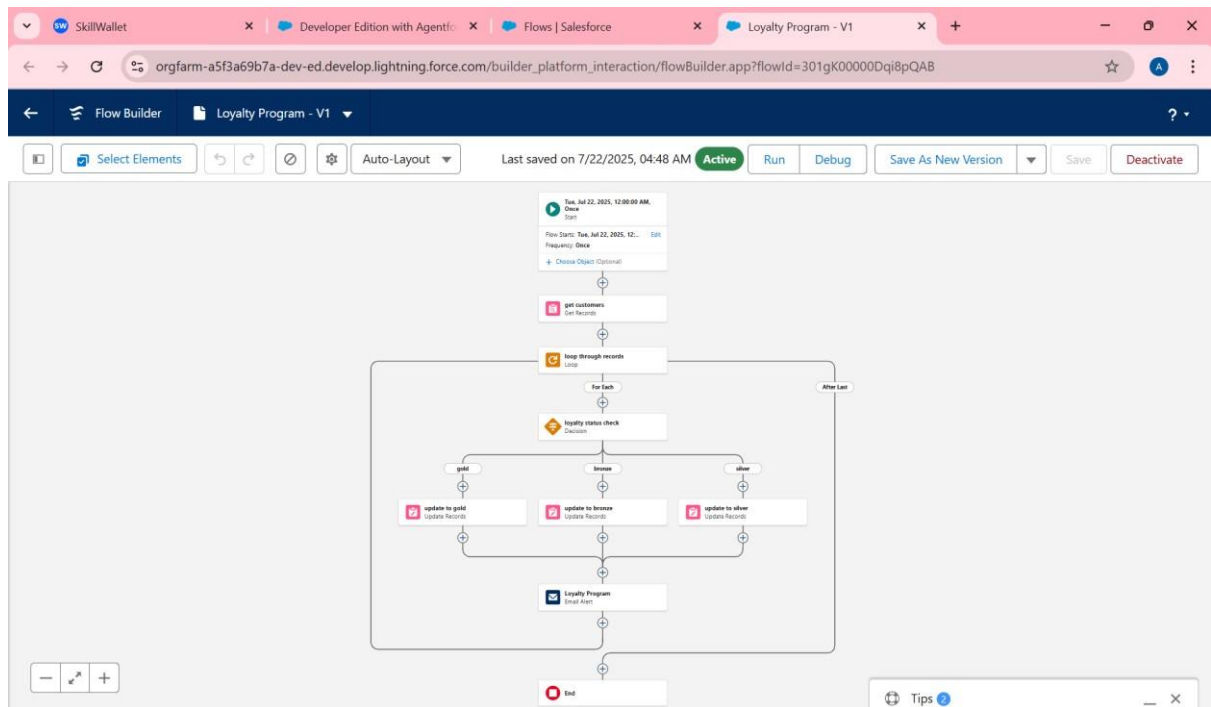 SW SkillWallet
Developer Edition with Agentfo
Flows | Salesforce
Loyalty Program - V1
orgfarm-a5f3a69b7a-dev-ed.develop.lightning.force.com/builder_platform_interaction/flowBuilder.app?flowId=301gK00000Dqi8pQAB
A
Flow Builder
Loyalty Program - V1
?
Select Elements
Auto-Layout
Last saved on 7/22/2025, 04:48 AM
Active
Run
Debug
Save As New Version
Save
Deactivate
Tue, Jul 22, 2025, 12:00:00 AM,
Once
Start
Flow Starts: Tue, Jul 22, 2025, 12:... Edit
Frequency: Once
+ Choose Object (Optional)
get customers
Get Records
loop through records
Loop
For Each
After Last
loyalty status check
Decision
gold
bronze
silver
update to gold
Update Records
update to bronze
Update Records
update to silver
Update Records
Loyalty Program
Email Alert
End
Tips 2